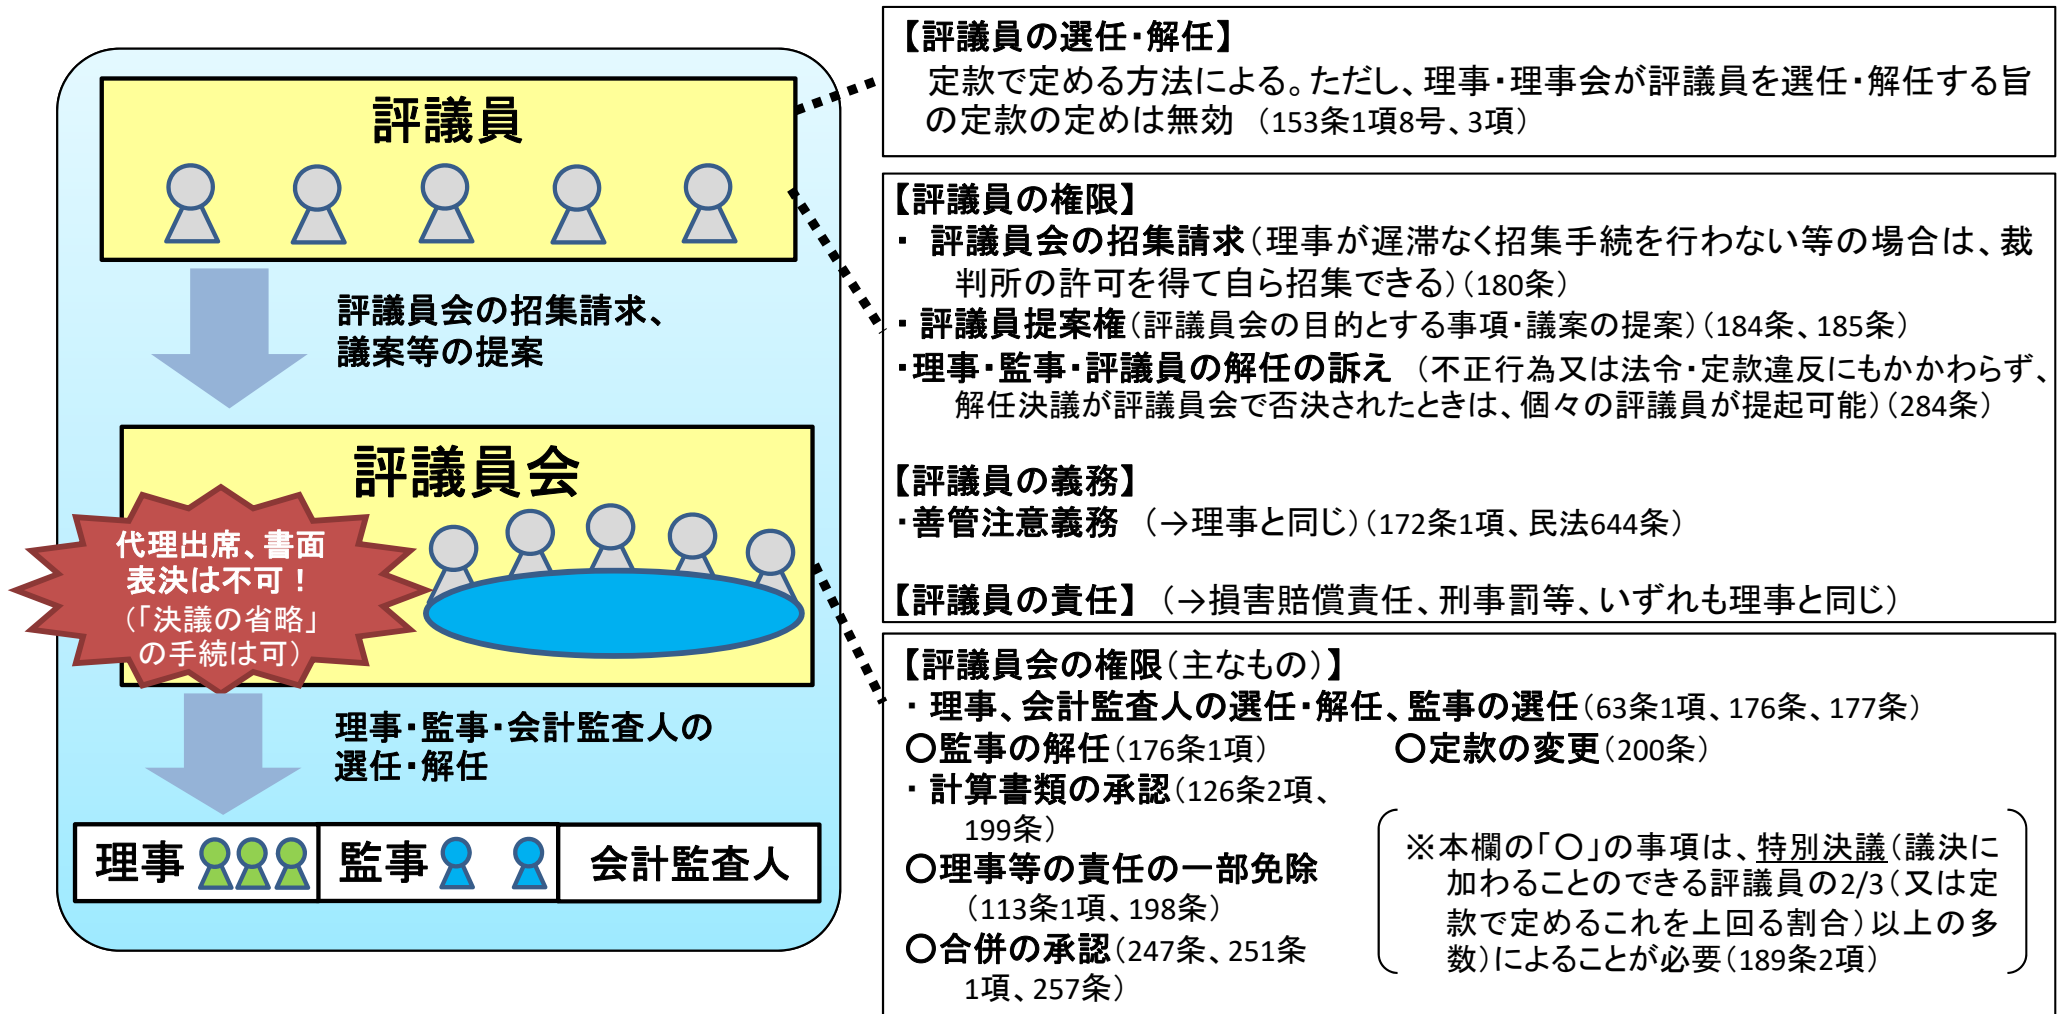 評議員
評議員会の招集請求、
議案等の提案
評議員会
代理出席、書面
表決は不可！
（「決議の省略」
の手続は可）
理事・監事・会計監査人の
選任・解任
理事
監事
会計監査人
【評議員の選任・解任】
定款で定める方法による。ただし、理事・理事会が評議員を選任・解任する旨
の定款の定めは無効 （153条1項8号、3項）
【評議員の権限】
・ 評議員会の招集請求（理事が遅滞なく招集手続を行わない等の場合は、裁
判所の許可を得て自ら招集できる）（180条）
・評議員提案権（評議員会の目的とする事項・議案の提案）（184条、185条）
・理事・監事・評議員の解任の訴え （不正行為又は法令・定款違反にもかかわらず、
解任決議が評議員会で否決されたときは、個々の評議員が提起可能）（284条）
【評議員の義務】
・善管注意義務 （→理事と同じ）（172条1項、民法644条）
【評議員の責任】 （→損害賠償責任、刑事罰等、いずれも理事と同じ）
【評議員会の権限（主なもの）】
・ 理事、会計監査人の選任・解任、監事の選任（63条1項、176条、177条）
〇監事の解任（176条1項） 〇定款の変更（200条）
・ 計算書類の承認（126条2項、
199条）
〇理事等の責任の一部免除
（113条1項、198条）
〇合併の承認（247条、251条
1項、257条）
※本欄の「〇」の事項は、特別決議（議決に
加わることのできる評議員の2/3（又は定
款で定めるこれを上回る割合）以上の多
数）によることが必要（189条2項）